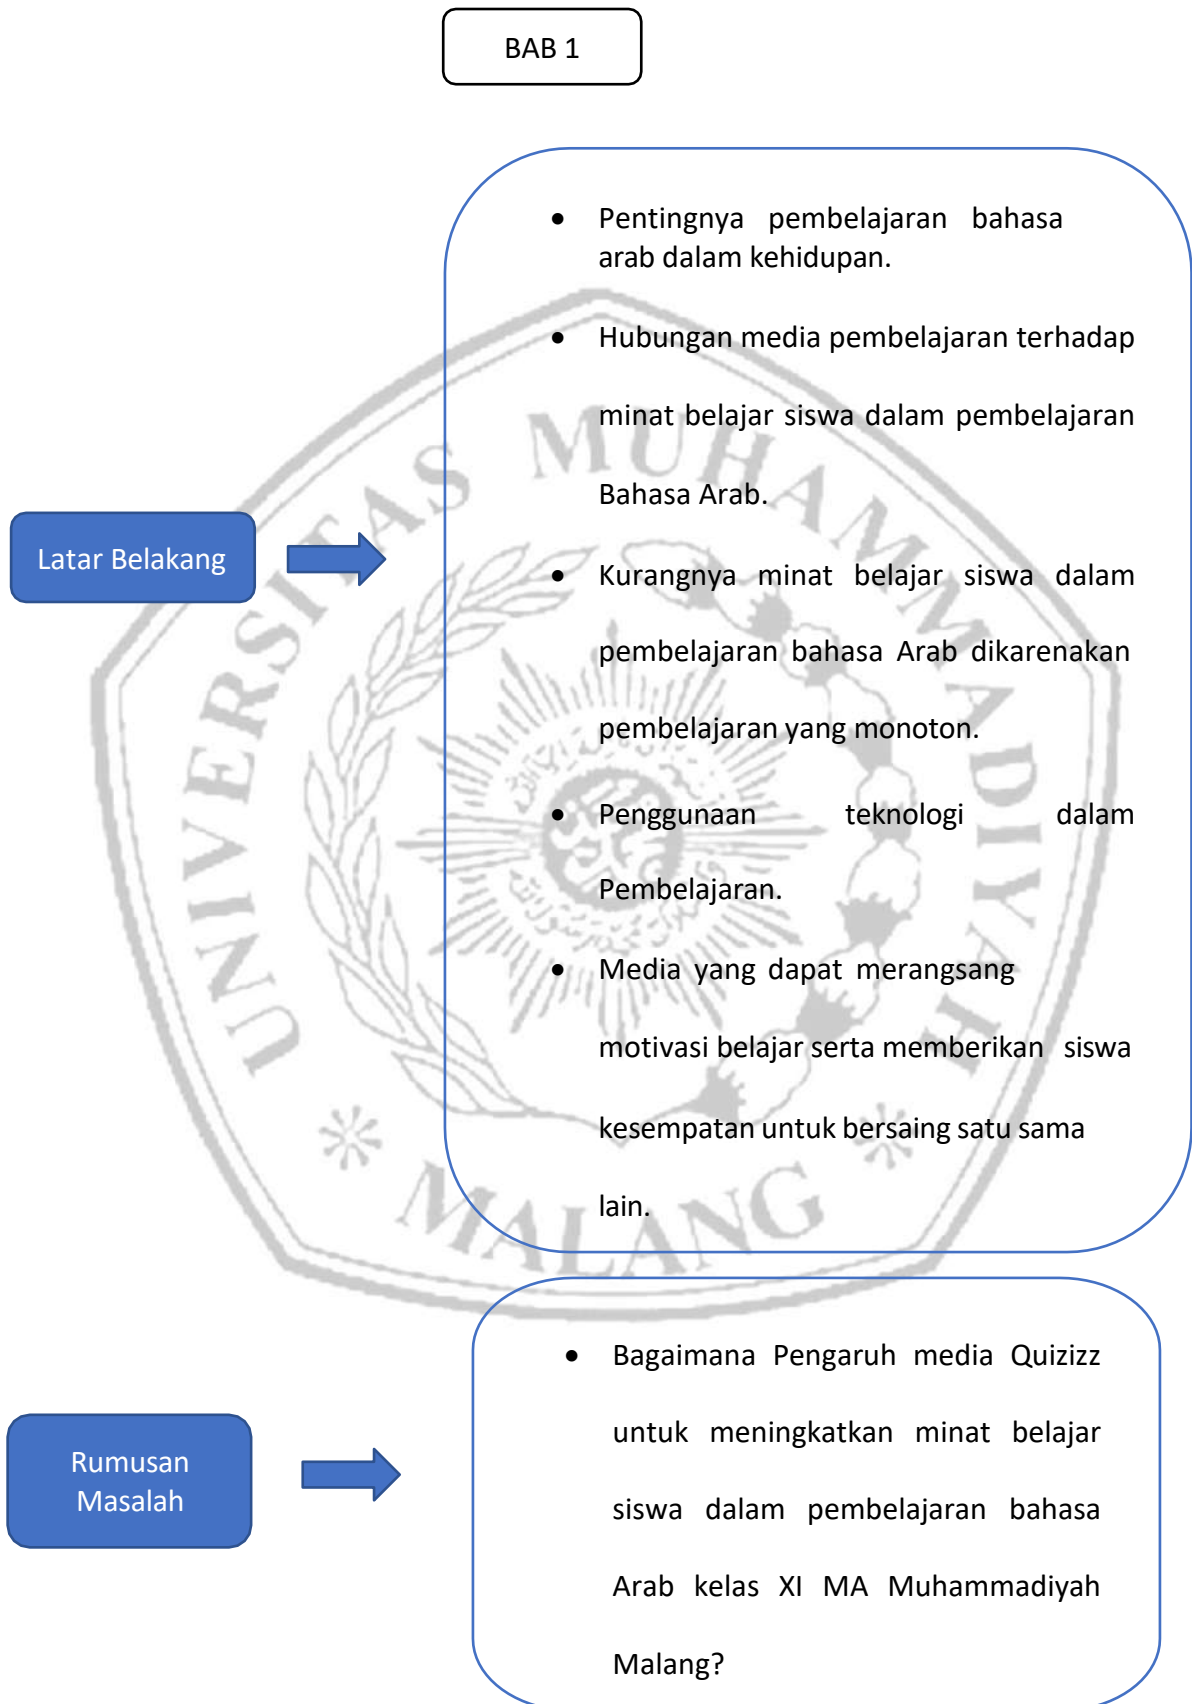 BAB 1
Pentingnya pembelajaran bahasa
arab dalam kehidupan.
Hubungan media pembelajaran terhadap
minat belajar siswa dalam pembelajaran
Bahasa Arab.
Latar Belakang
Kurangnya minat belajar siswa dalam
pembelajaran bahasa Arab dikarenakan
pembelajaran yang monoton.
Penggunaan teknologi dalam
Pembelajaran.
Media yang dapat merangsang
motivasi belajar serta memberikan siswa
kesempatan untuk bersaing satu sama
lain.
Rumusan
Masalah
Bagaimana Pengaruh media Quizizz
untuk meningkatkan minat belajar
siswa dalam pembelajaran bahasa
Arab kelas XI MA Muhammadiyah
Malang?
UNIVERSITAS MUHAMMADIYAH
MALANG